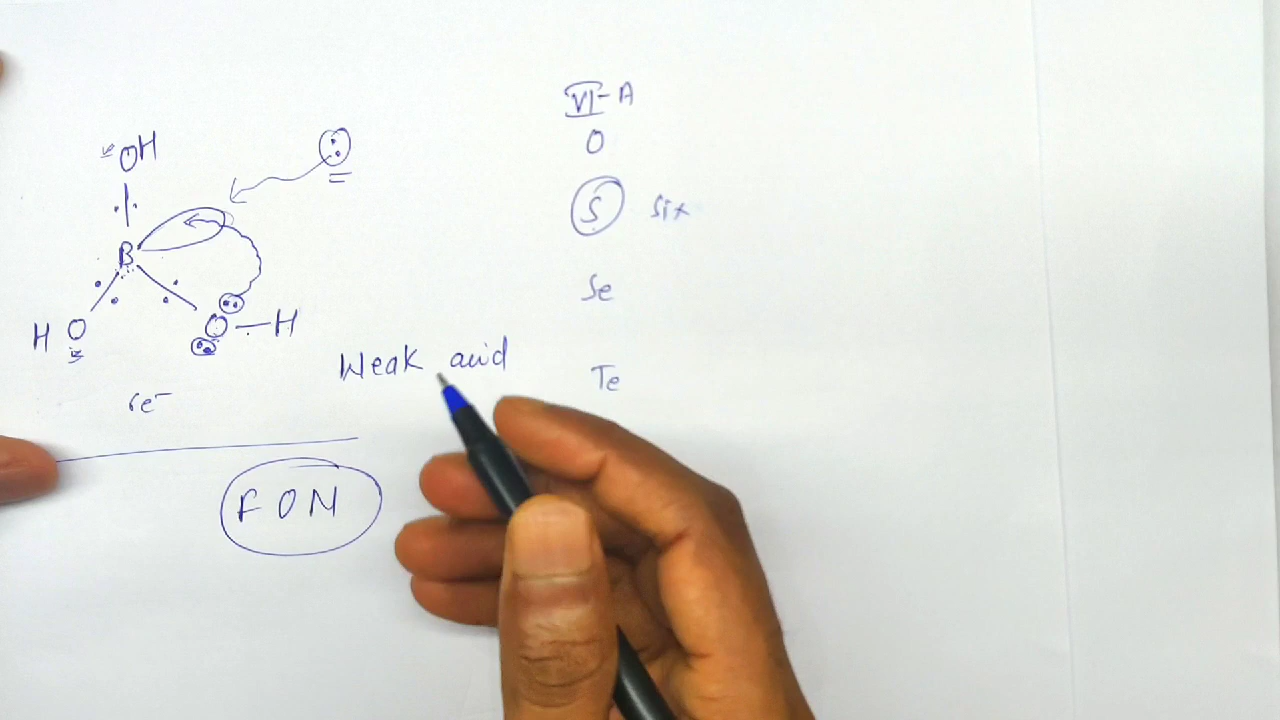 OH
B
H O
O — H
6e⁻
Weak acid
FON
VI-A
O
S six
Se
Te